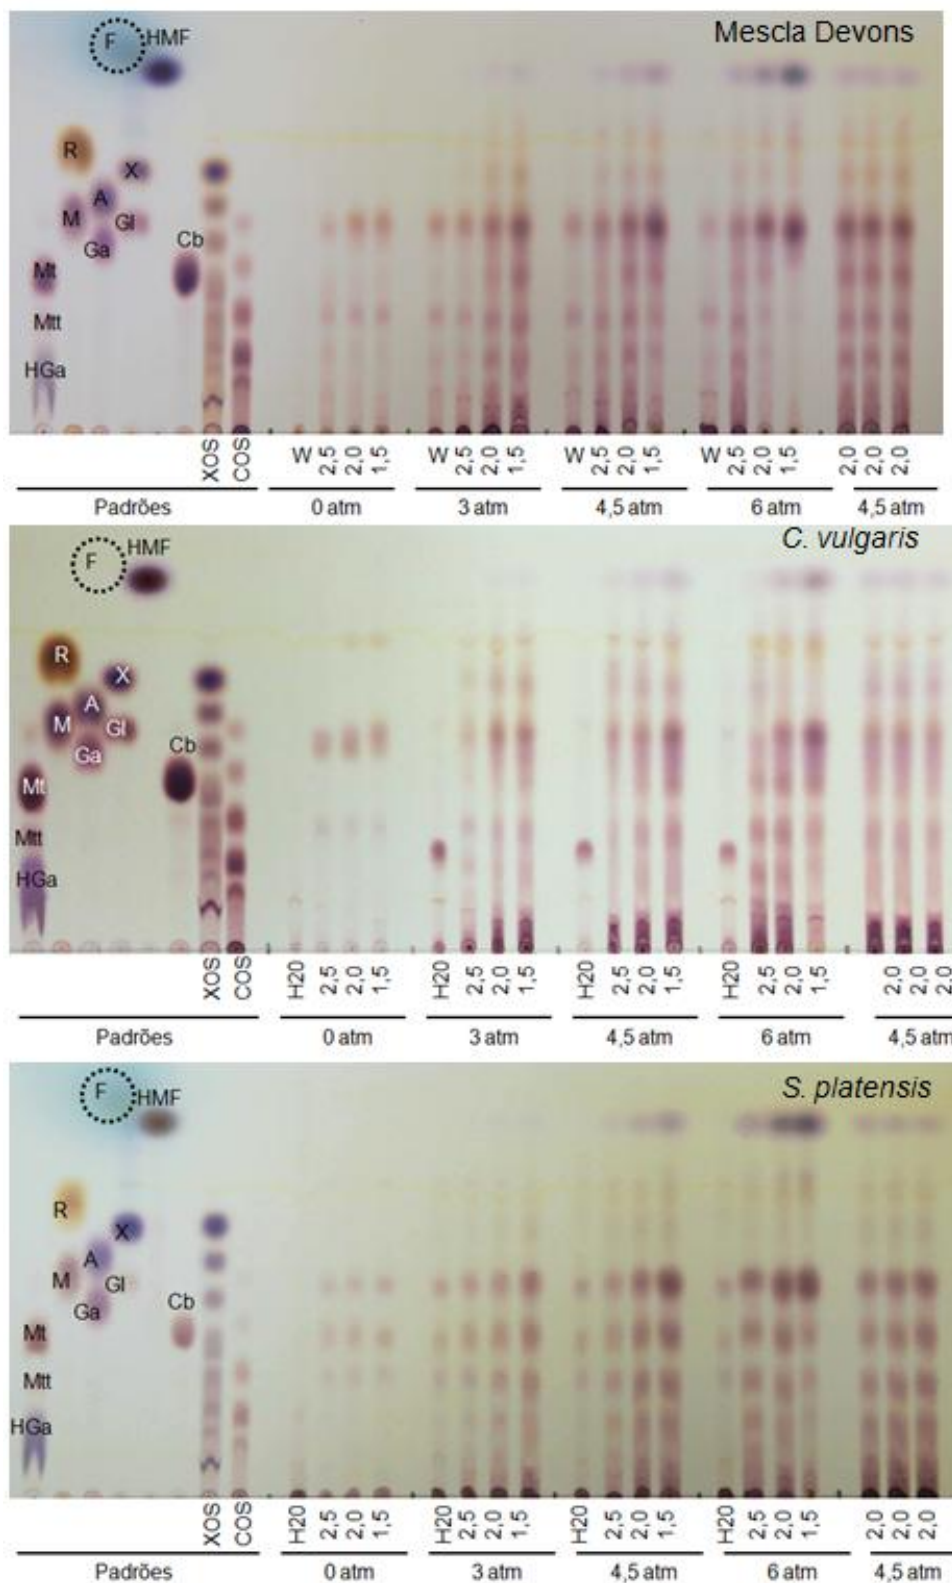 Mescla Devons
F HMF
R
X
A
M Gl
Ga
Cb
Mt
Mtt
HGa
XOS COS W 2,5 2,0 1,5 W 2,5 2,0 1,5 W 2,5 2,0 1,5 W 2,5 2,0 1,5 2,0 2,0 2,0
Padrões 0 atm 3 atm 4,5 atm 6 atm 4,5 atm
C. vulgaris
F HMF
R
X
A
M Gl
Ga
Cb
Mt
Mtt
HGa
XOS COS H20 2,5 2,0 1,5 H20 2,5 2,0 1,5 H20 2,5 2,0 1,5 H20 2,5 2,0 1,5 2,0 2,0 2,0
Padrões 0 atm 3 atm 4,5 atm 6 atm 4,5 atm
S. platensis
F HMF
R
X
A
M Gl
Ga
Cb
Mt
Mtt
HGa
XOS COS H20 2,5 2,0 1,5 H20 2,5 2,0 1,5 H20 2,5 2,0 1,5 H20 2,5 2,0 1,5 2,0 2,0 2,0
Padrões 0 atm 3 atm 4,5 atm 6 atm 4,5 atm